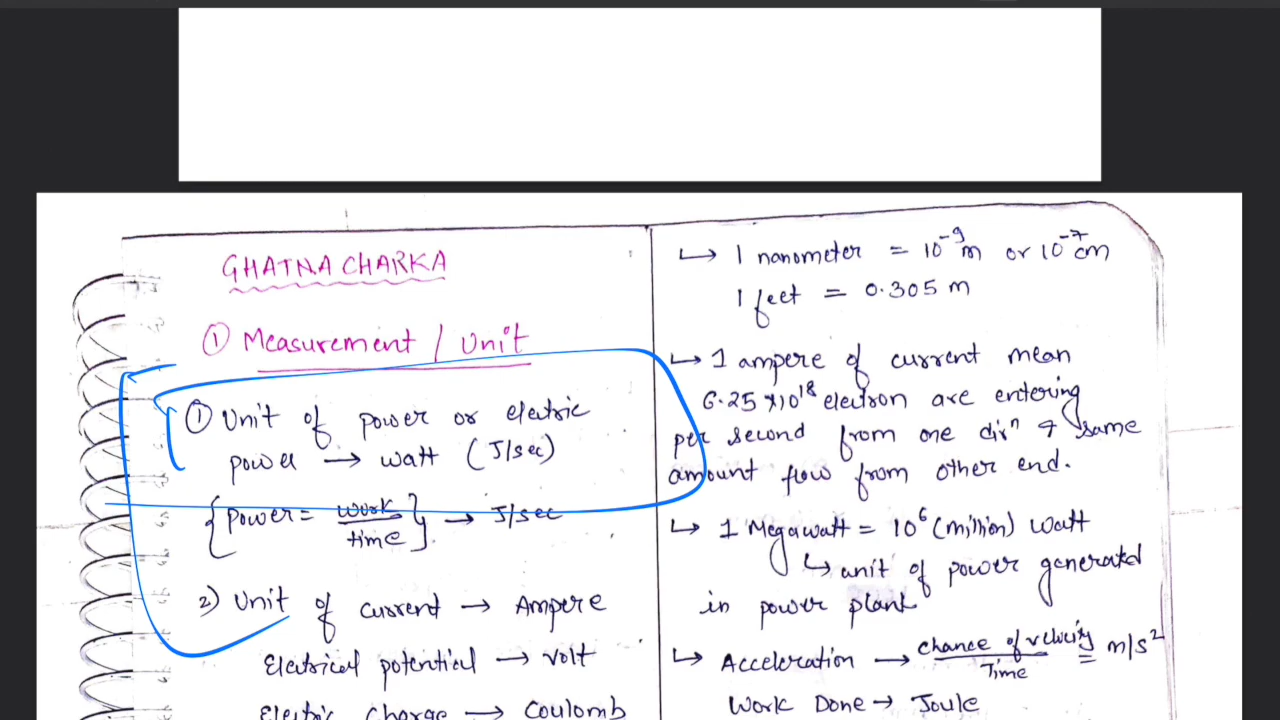 GHATNA CHARKA
① Measurement / Unit
① Unit of power or electric
power → watt (J/sec)
{Power = work/time} → J/sec
2) Unit of current → Ampere
Electrical potential → volt
Electric charge → Coulomb
↳ 1 nanometer = 10⁻⁹m or 10⁻⁷cm
1 feet = 0.305 m
↳ 1 ampere of current mean
6.25 × 10¹⁸ electron are entering
per second from one dirⁿ & same
amount flow from other end.
↳ 1 Megawatt = 10⁶ (million) watt
↳ unit of power generated
in power plant
↳ Acceleration → chance of velocity/Time = m/s²
Work Done → Joule